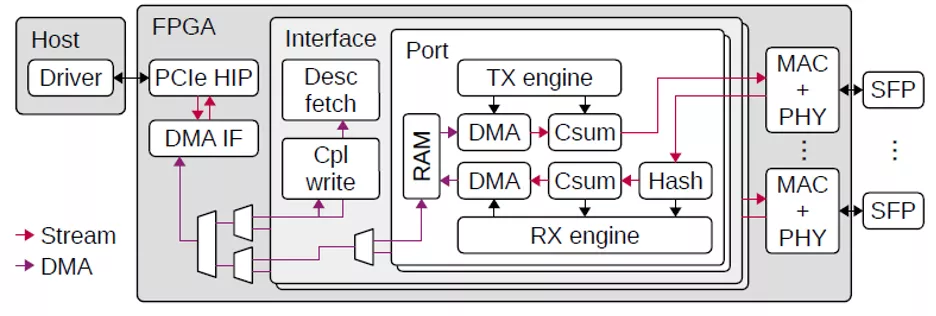 Host
Driver
FPGA
PCIe HIP
DMA IF
Interface
Desc
fetch
Cpl
write
Port
TX engine
RAM
DMA
Csum
DMA
Csum
Hash
RX engine
MAC
+
PHY
SFP
MAC
+
PHY
SFP
Stream
DMA